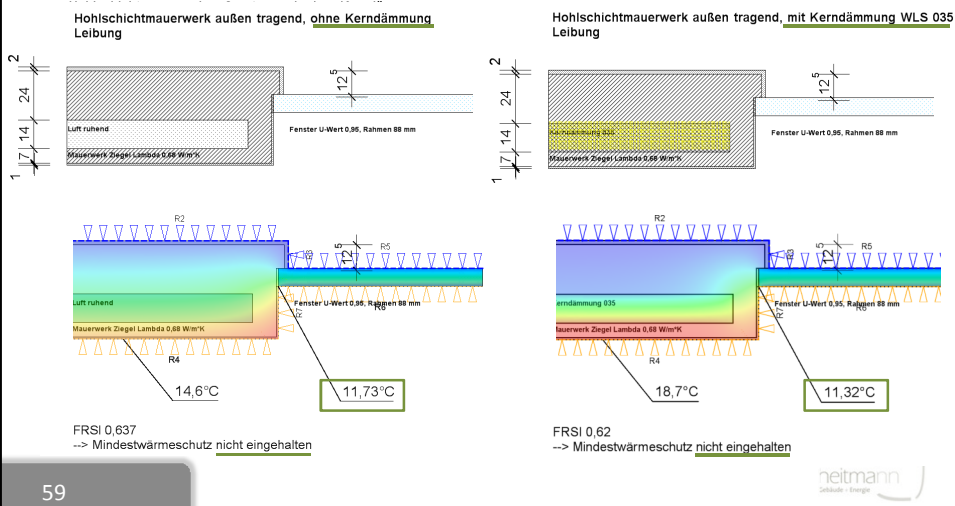 Hohlschichtmauerwerk außen tragend, ohne Kerndämmung
Leibung
2
24
14
7
1
12
5
Luft ruhend
Mauerwerk Ziegel Lambda 0,68 W/m*K
Fenster U-Wert 0,95, Rahmen 88 mm
R2
R3
R5
12
5
Luft ruhend
Fenster U-Wert 0,95, Rahmen 88 mm
R6
R7
Mauerwerk Ziegel Lambda 0,68 W/m*K
R4
14,6°C
11,73°C
FRSI 0,637
--> Mindestwärmeschutz nicht eingehalten
Hohlschichtmauerwerk außen tragend, mit Kerndämmung WLS 035
Leibung
2
24
14
7
1
12
5
Kerndämmung 035
Mauerwerk Ziegel Lambda 0,68 W/m*K
Fenster U-Wert 0,95, Rahmen 88 mm
R2
R3
R5
12
5
erndämmung 035
Fenster U-Wert 0,95, Rahmen 88 mm
R6
R7
Mauerwerk Ziegel Lambda 0,68 W/m*K
R4
18,7°C
11,32°C
FRSI 0,62
--> Mindestwärmeschutz nicht eingehalten
59
neitmann
Gebäude – Energie